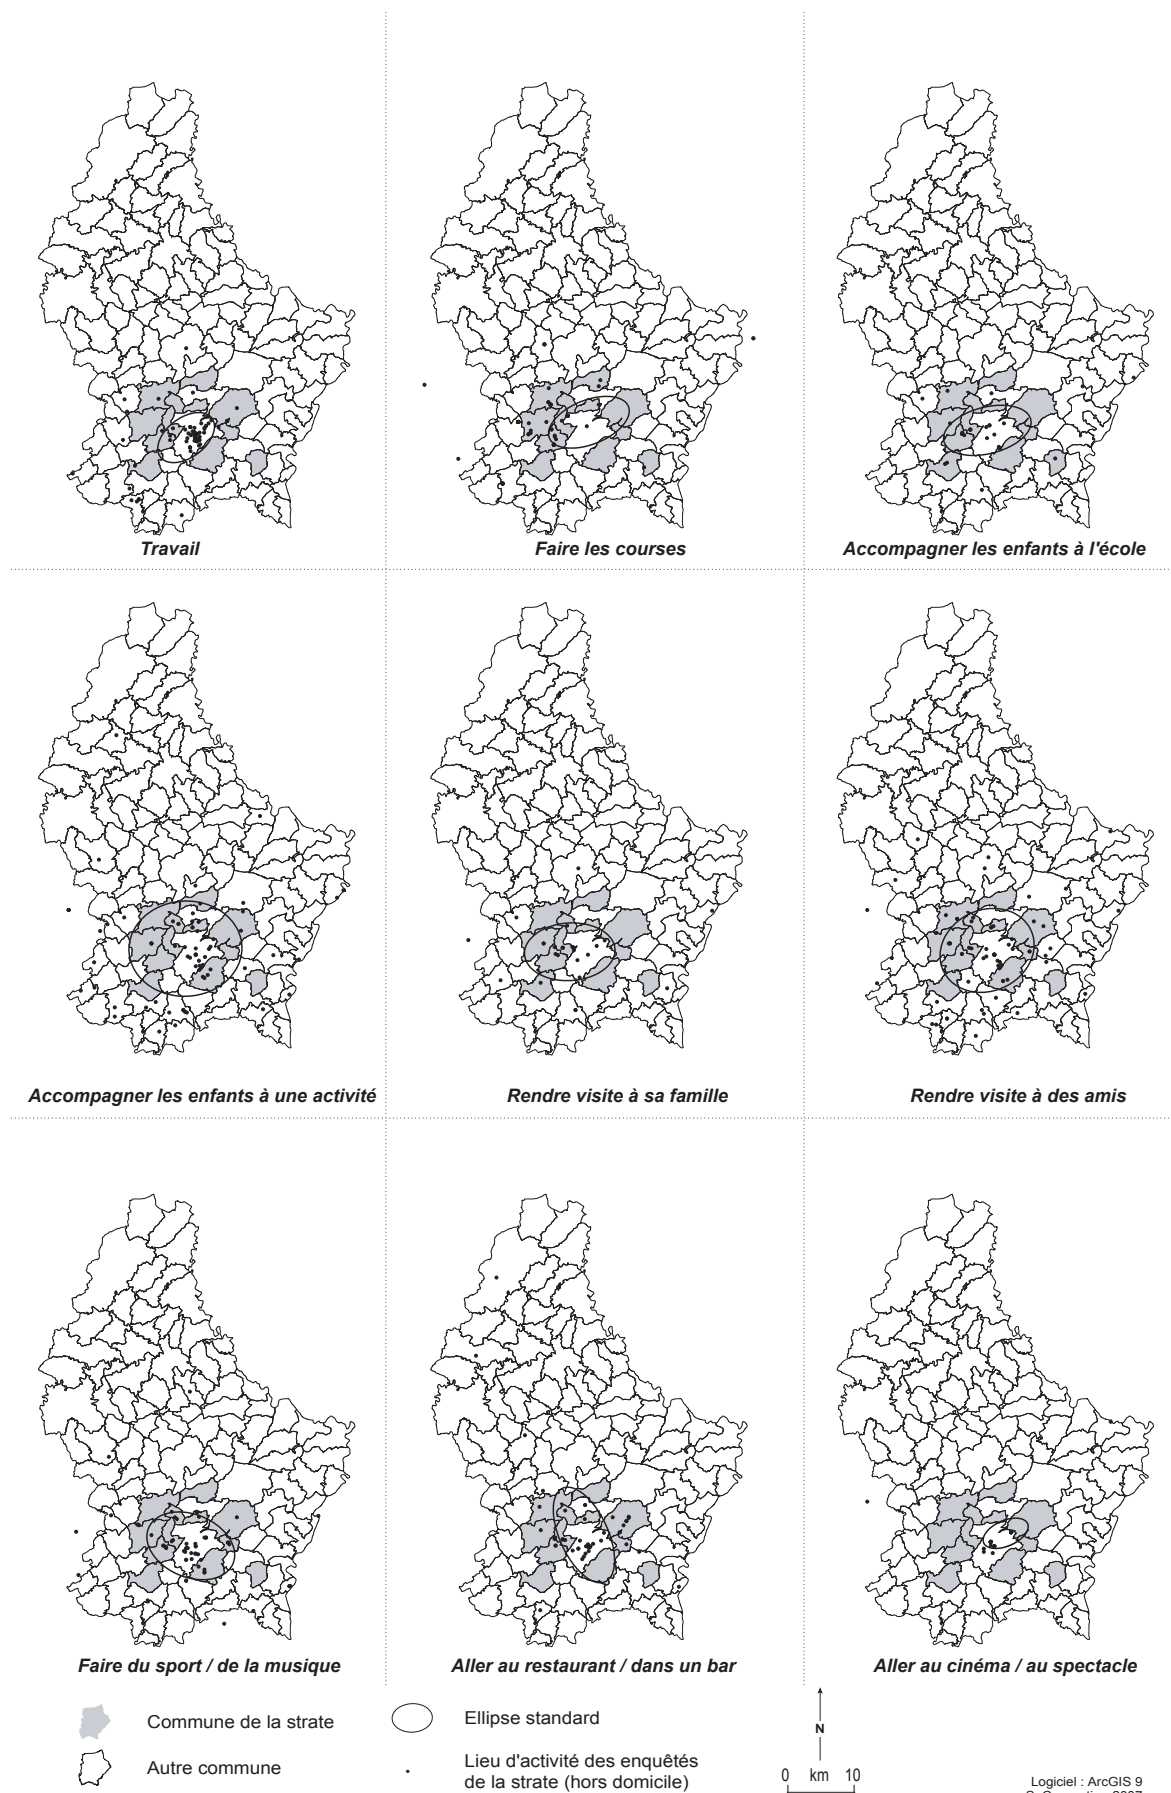 Travail
Faire les courses
Accompagner les enfants à l'école
Accompagner les enfants à une activité
Rendre visite à sa famille
Rendre visite à des amis
Faire du sport / de la musique
Aller au restaurant / dans un bar
Aller au cinéma / au spectacle
Commune de la strate
Autre commune
Ellipse standard
Lieu d'activité des enquêtés
de la strate (hors domicile)
N
0 km 10
Logiciel : ArcGIS 9
2007